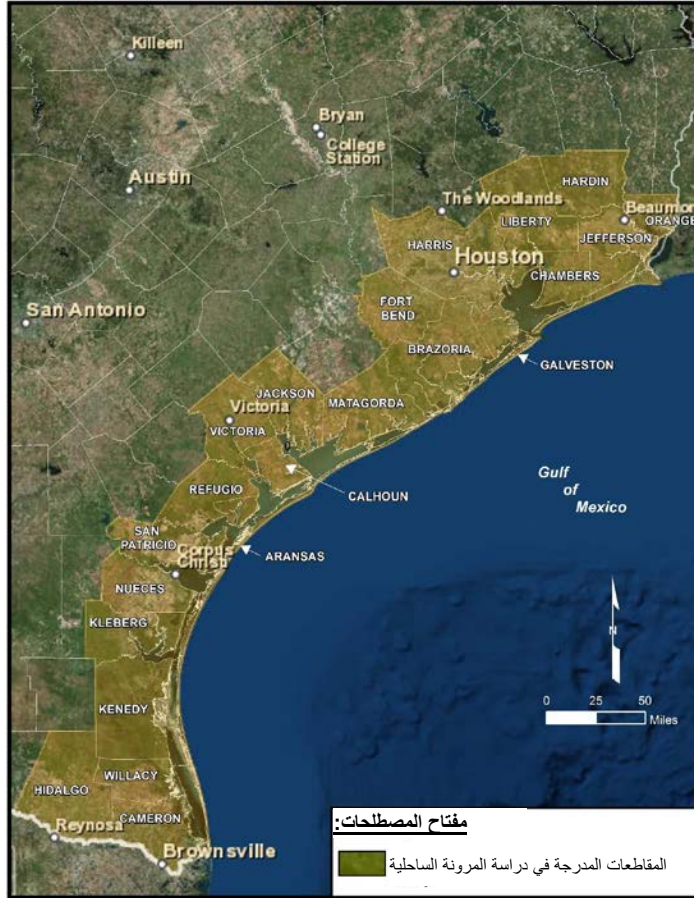 Killeen
Bryan
College
Station
Austin
HARDIN
The Woodlands
Beaumon
LIBERTY
ORANGE
HARRIS
JEFFERSON
Houston
CHAMBERS
San Antonio
FORT
BEND
BRAZORIA
GALVESTON
JACKSON
MATAGORDA
Victoria
VICTORIA
REFUGIO
CALHOUN
Gulf
of
Mexico
SAN
PATRICIO
Corpus
Christi
ARANSAS
NUECES
KLEBERG
N
KENEDY
0 25 50
Miles
WILLACY
HIDALGO
CAMERON
Reynosa
Brownsville
مفتاح المصطلحات:
المقاطعات المدرجة في دراسة المرونة الساحلية